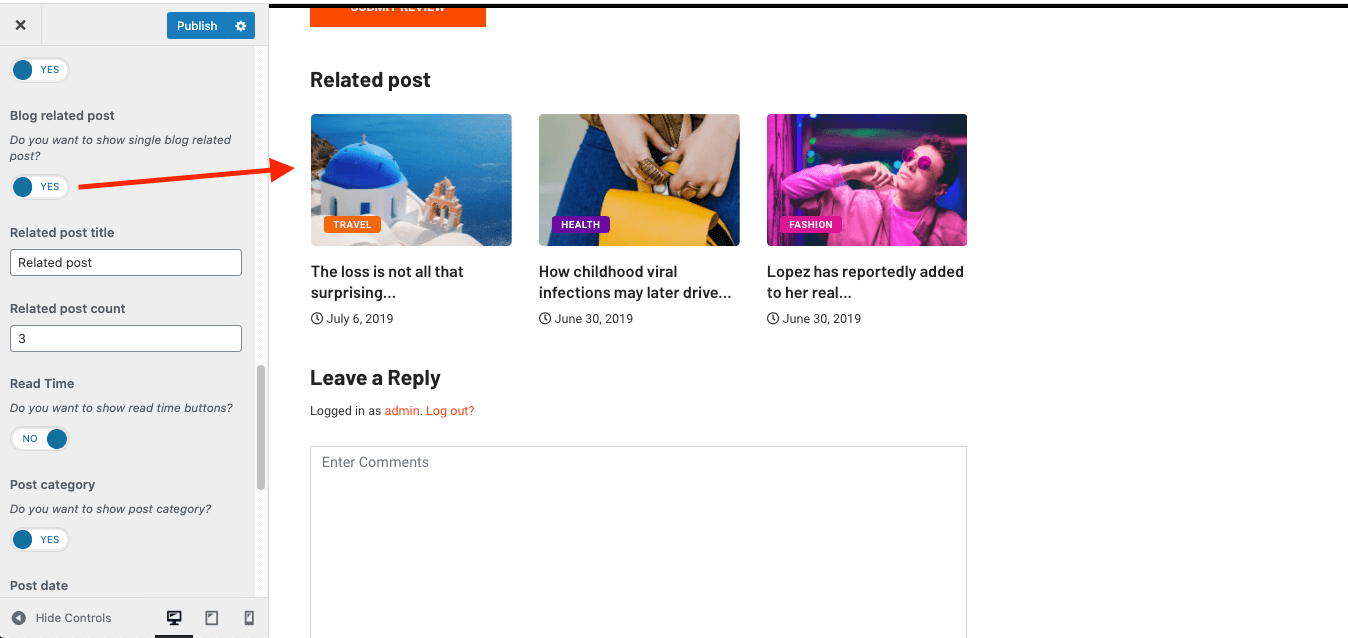 Publish
YES
Blog related post
Do you want to show single blog related
post?
YES
Related post title
Related post
Related post count
3
Read Time
Do you want to show read time buttons?
NO
Post category
Do you want to show post category?
YES
Post date
Hide Controls
SUBMIT REVIEW
Related post
TRAVEL
The loss is not all that
surprising...
July 6, 2019
HEALTH
How childhood viral
infections may later drive...
June 30, 2019
FASHION
Lopez has reportedly added
to her real...
June 30, 2019
Leave a Reply
Logged in as admin. Log out?
Enter Comments